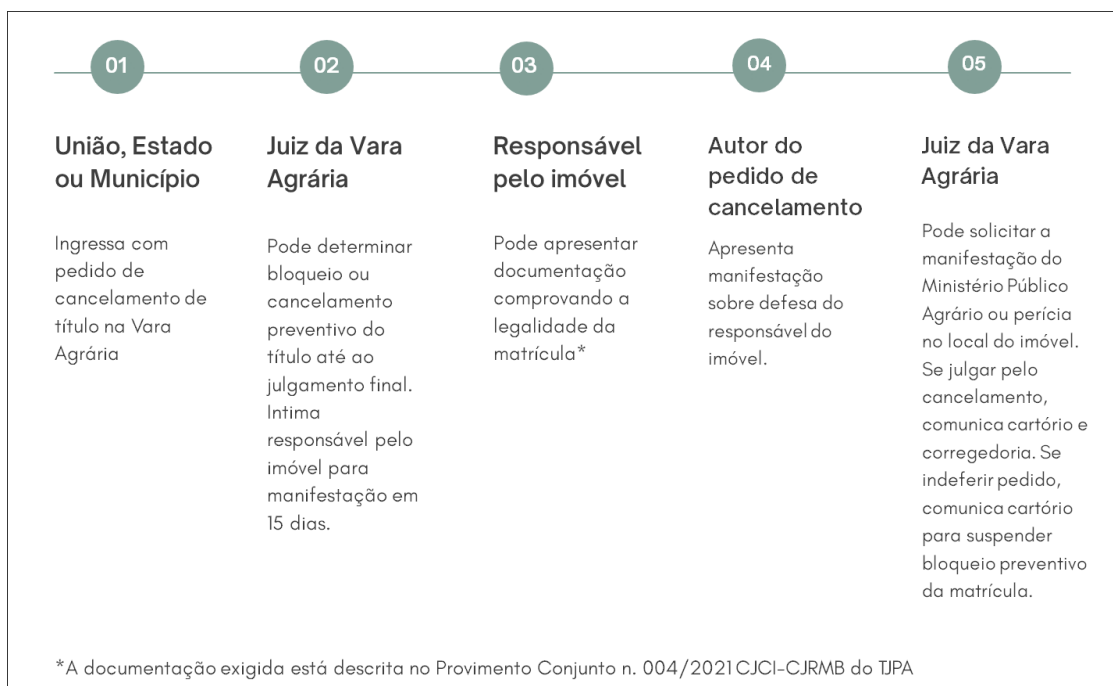 01
União, Estado
ou Município
Ingressa com
pedido de
cancelamento de
título na Vara
Agrária
02
Juiz da Vara
Agrária
Pode determinar
bloqueio ou
cancelamento
preventivo do
título até ao
julgamento final.
Intima
responsável pelo
imóvel para
manifestação em
15 dias.
03
Responsável
pelo imóvel
Pode apresentar
documentação
comprovando a
legalidade da
matrícula*
04
Autor do
pedido de
cancelamento
Apresenta
manifestação
sobre defesa do
responsável do
imóvel.
05
Juiz da Vara
Agrária
Pode solicitar a
manifestação do
Ministério Público
Agrário ou perícia
no local do imóvel.
Se julgar pelo
cancelamento,
comunica cartório e
corregedoria. Se
indeferir pedido,
comunica cartório
para suspender
bloqueio preventivo
da matrícula.
*A documentação exigida está descrita no Provimento Conjunto n. 004/2021 CJCI-CJRMB do TJPA